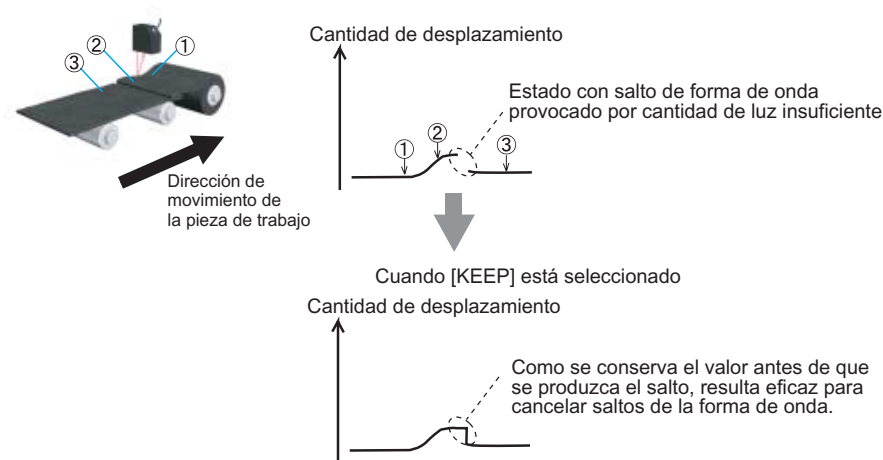 Cantidad de desplazamiento
①
②
③
Estado con salto de forma de onda
provocado por cantidad de luz insuficiente
①
②
③
Dirección de
movimiento de
la pieza de trabajo
Cuando [KEEP] está seleccionado
Cantidad de desplazamiento
Como se conserva el valor antes de que
se produzca el salto, resulta eficaz para
cancelar saltos de la forma de onda.